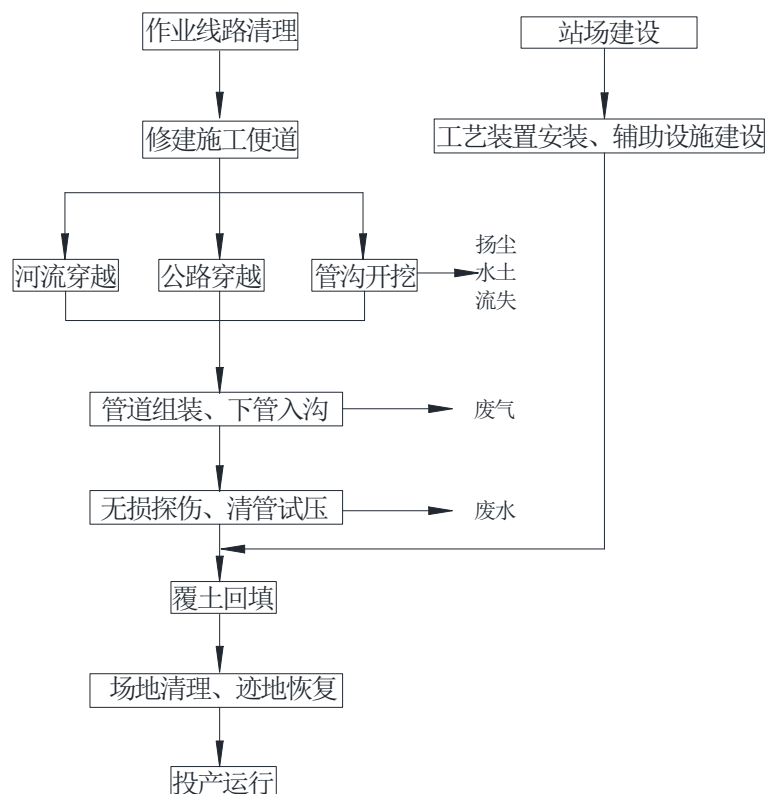 作业线路清理
站场建设
修建施工便道
工艺装置安装、辅助设施建设
河流穿越
公路穿越
管沟开挖
扬尘
水土
流失
管道组装、下管入沟
废气
无损探伤、清管试压
废水
覆土回填
场地清理、迹地恢复
投产运行